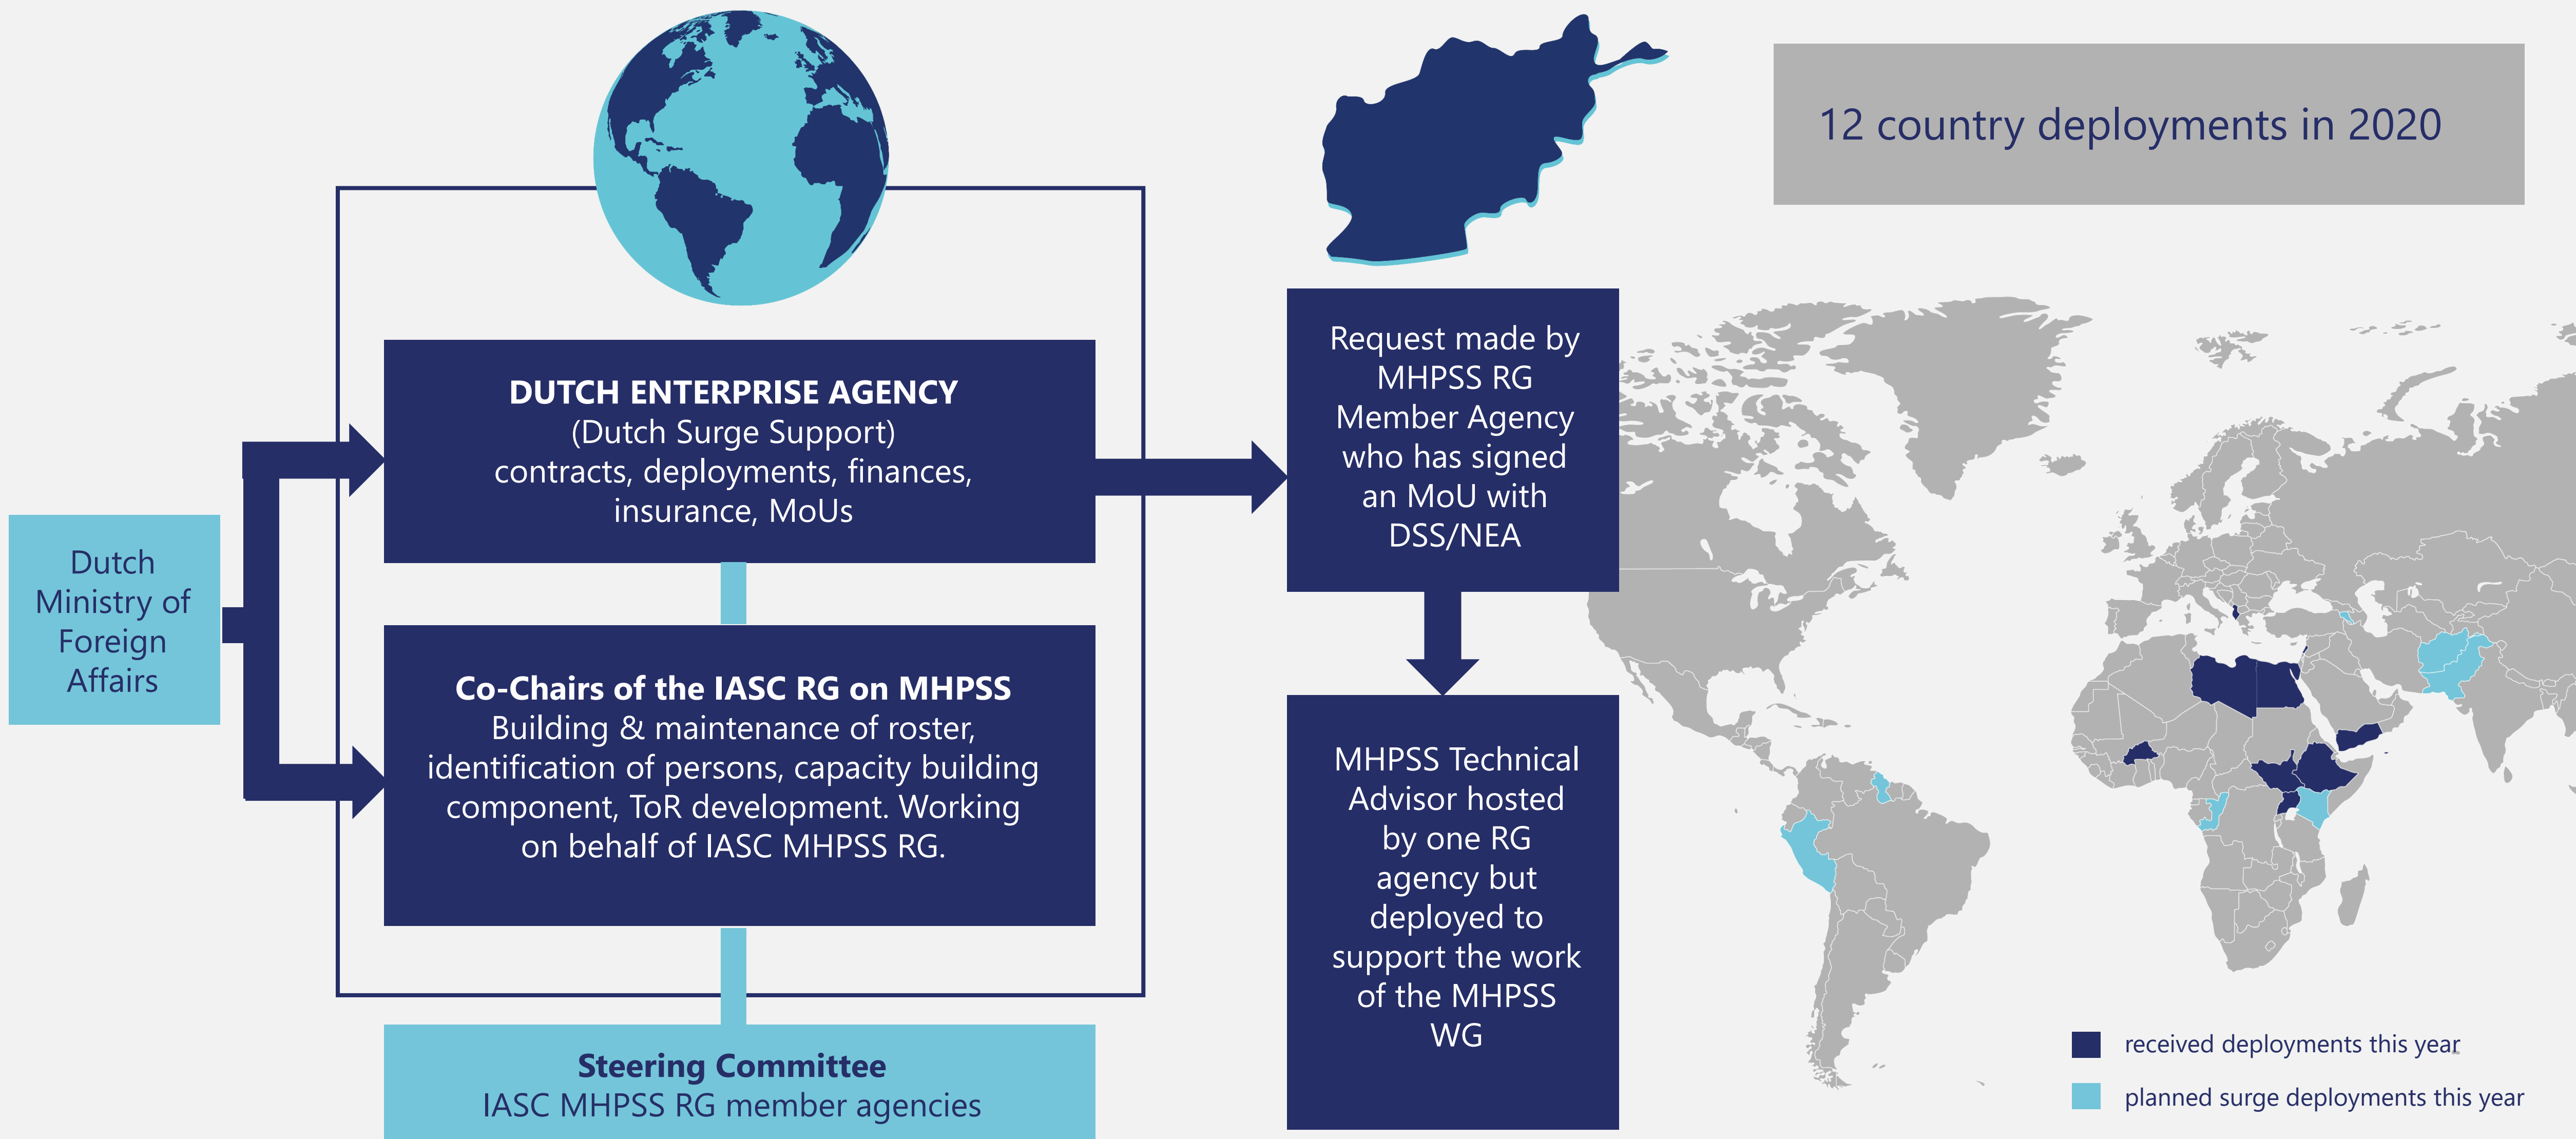 12 country deployments in 2020
Dutch
Ministry of
Foreign
Affairs
DUTCH ENTERPRISE AGENCY
(Dutch Surge Support)
contracts, deployments, finances,
insurance, MoUs
Co-Chairs of the IASC RG on MHPSS
Building & maintenance of roster,
identification of persons, capacity building
component, ToR development. Working
on behalf of IASC MHPSS RG.
Steering Committee
IASC MHPSS RG member agencies
Request made by
MHPSS RG
Member Agency
who has signed
an MoU with
DSS/NEA
MHPSS Technical
Advisor hosted
by one RG
agency but
deployed to
support the work
of the MHPSS
WG
received deployments this year
planned surge deployments this year